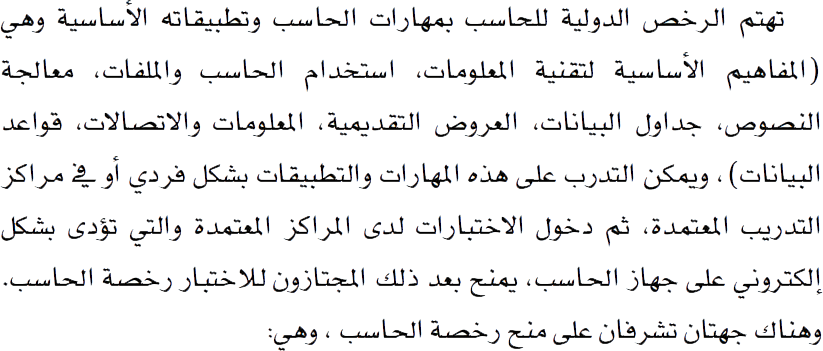 تهتم الرخص الدولية للحاسب بمهارات الحاسب وتطبيقاته الأساسية وهي
(المفاهيم الأساسية لتقنية المعلومات، استخدام الحاسب والملفات، معالجة
النصوص، جداول البيانات، العروض التقديمية، المعلومات والاتصالات، قواعد
البيانات)، ويمكن التدرب على هذه المهارات والتطبيقات بشكل فردي أو في مراكز
التدريب المعتمدة، ثم دخول الاختبارات لدى المراكز المعتمدة والتي تؤدى بشكل
إلكتروني على جهاز الحاسب، يمنح بعد ذلك المجتازون للاختبار رخصة الحاسب.
وهناك جهتان تشرفان على منح رخصة الحاسب ، وهي: